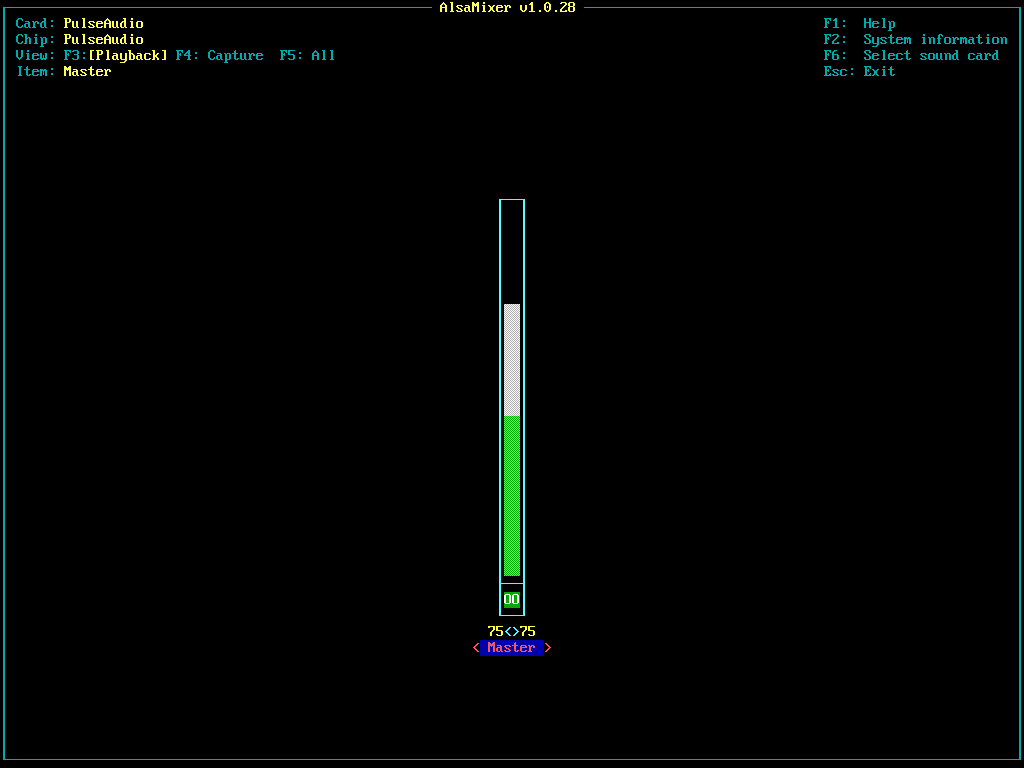 AlsaMixer v1.0.28
Card: PulseAudio F1: Help
Chip: PulseAudio F2: System information
View: F3:[Playback] F4: Capture F5: All F6: Select sound card
Item: Master Esc: Exit
OO
75<>75
< Master >